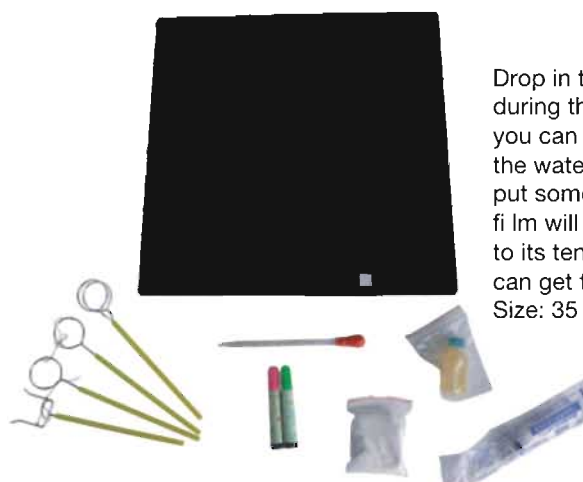 Drop in t
during th
you can
the wate
put some
fi lm will
to its ten
can get f
Size: 35